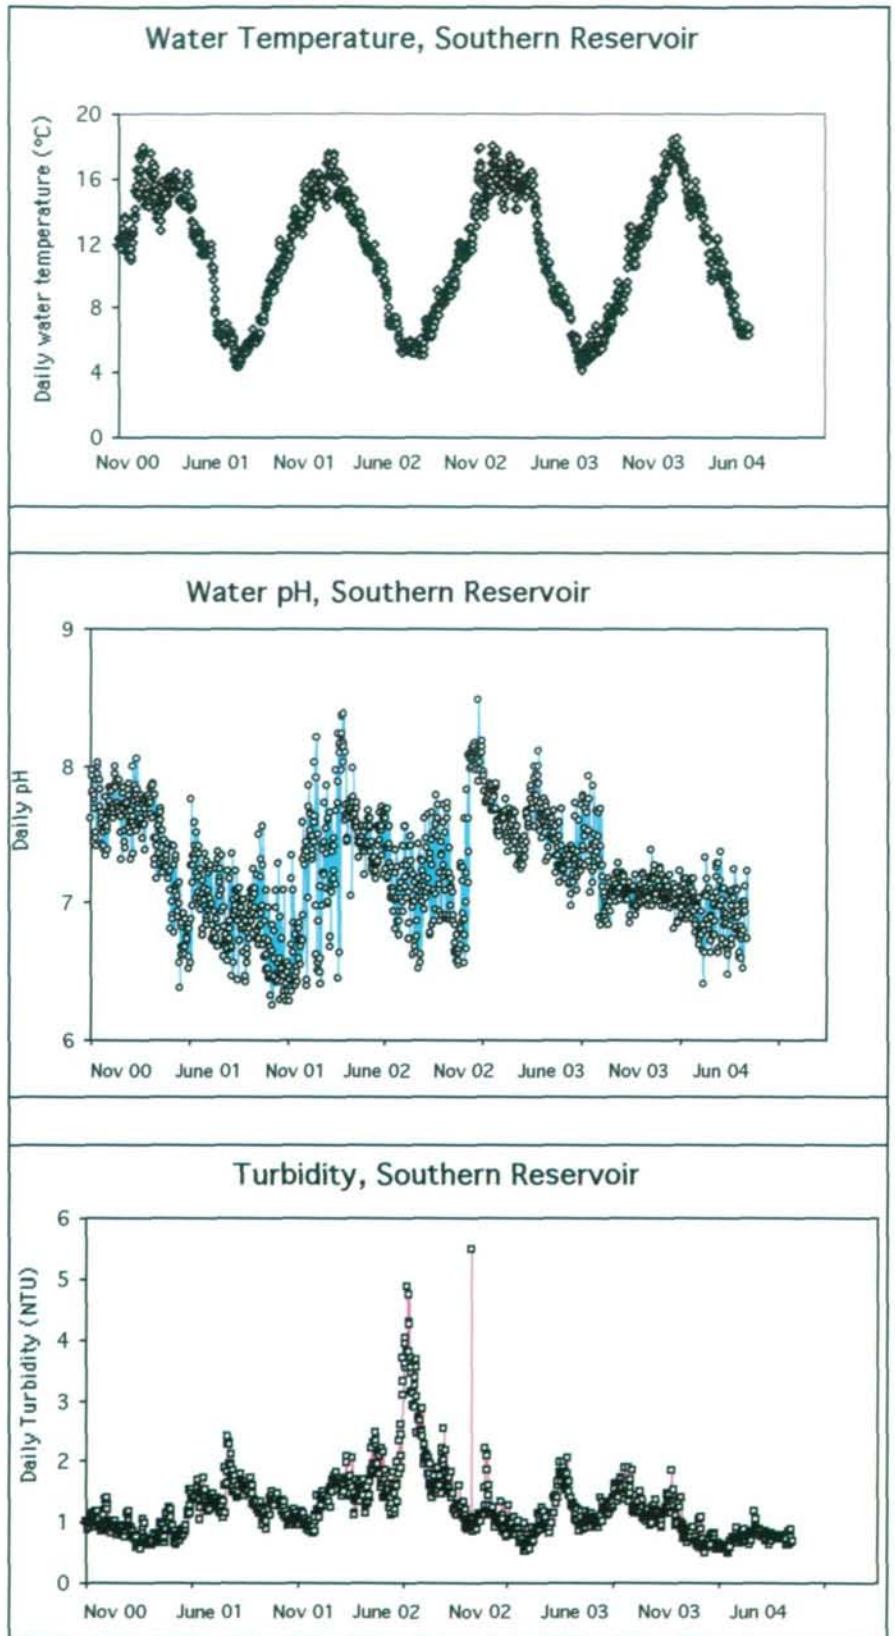 Water Temperature, Southern Reservoir
Daily water temperature (°C)
20
16
12
8
4
0
Nov 00 June 01 Nov 01 June 02 Nov 02 June 03 Nov 03 Jun 04
Water pH, Southern Reservoir
Daily pH
9
8
7
6
Nov 00 June 01 Nov 01 June 02 Nov 02 June 03 Nov 03 Jun 04
Turbidity, Southern Reservoir
Daily Turbidity (NTU)
6
5
4
3
2
1
0
Nov 00 June 01 Nov 01 June 02 Nov 02 June 03 Nov 03 Jun 04